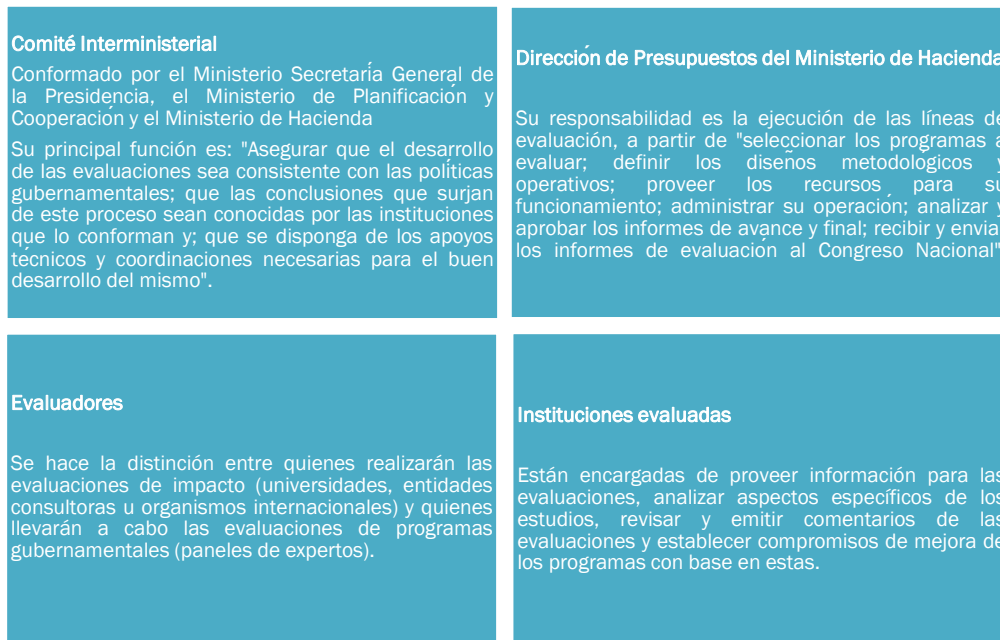 Comité Interministerial
Conformado por el Ministerio Secretaría General de
la Presidencia, el Ministerio de Planificación y
Cooperación y el Ministerio de Hacienda
Su principal función es: "Asegurar que el desarrollo
de las evaluaciones sea consistente con las políticas
gubernamentales; que las conclusiones que surjan
de este proceso sean conocidas por las instituciones
que lo conforman y; que se disponga de los apoyos
técnicos y coordinaciones necesarias para el buen
desarrollo del mismo".
Dirección de Presupuestos del Ministerio de Hacienda
Su responsabilidad es la ejecución de las líneas de
evaluación, a partir de "seleccionar los programas a
evaluar; definir los diseños metodologicos y
operativos; proveer los recursos para su
funcionamiento; administrar su operación; analizar y
aprobar los informes de avance y final; recibir y enviar
los informes de evaluación al Congreso Nacional"
Evaluadores
Se hace la distinción entre quienes realizarán las
evaluaciones de impacto (universidades, entidades
consultoras u organismos internacionales) y quienes
llevarán a cabo las evaluaciones de programas
gubernamentales (paneles de expertos).
Instituciones evaluadas
Están encargadas de proveer información para las
evaluaciones, analizar aspectos específicos de los
estudios, revisar y emitir comentarios de las
evaluaciones y establecer compromisos de mejora de
los programas con base en estas.